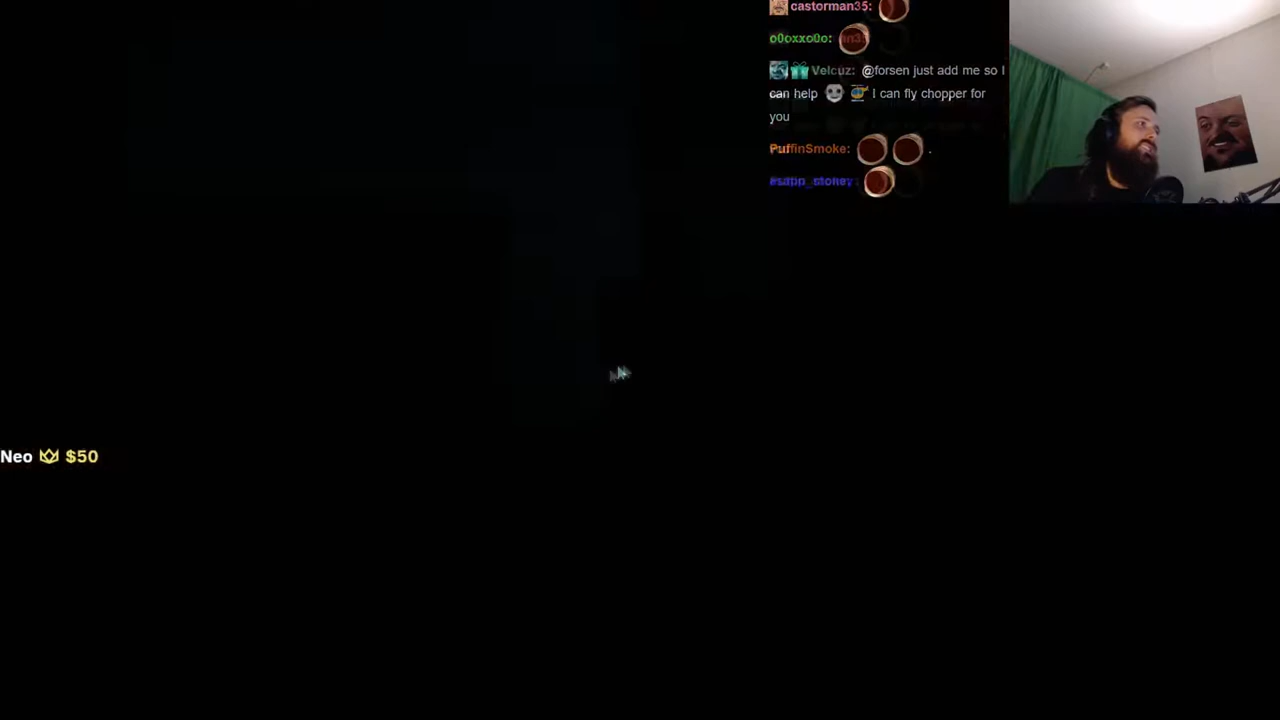 castorman35:
o0oxxo0o:
Velcuz: @forsen just add me so I
can help I can fly chopper for
you
PuffinSmoke: .
Neo $50